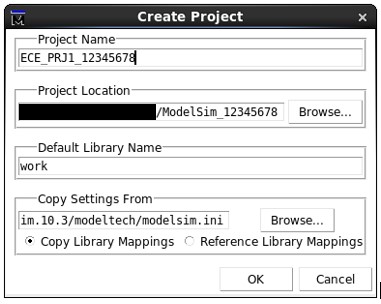 Create Project
Project Name
ECE_PRJ1_12345678
Project Location
/ModelSim_12345678 Browse...
Default Library Name
work
Copy Settings From
im.10.3/modeltech/modelsim.ini Browse...
Copy Library Mappings Reference Library Mappings
OK Cancel